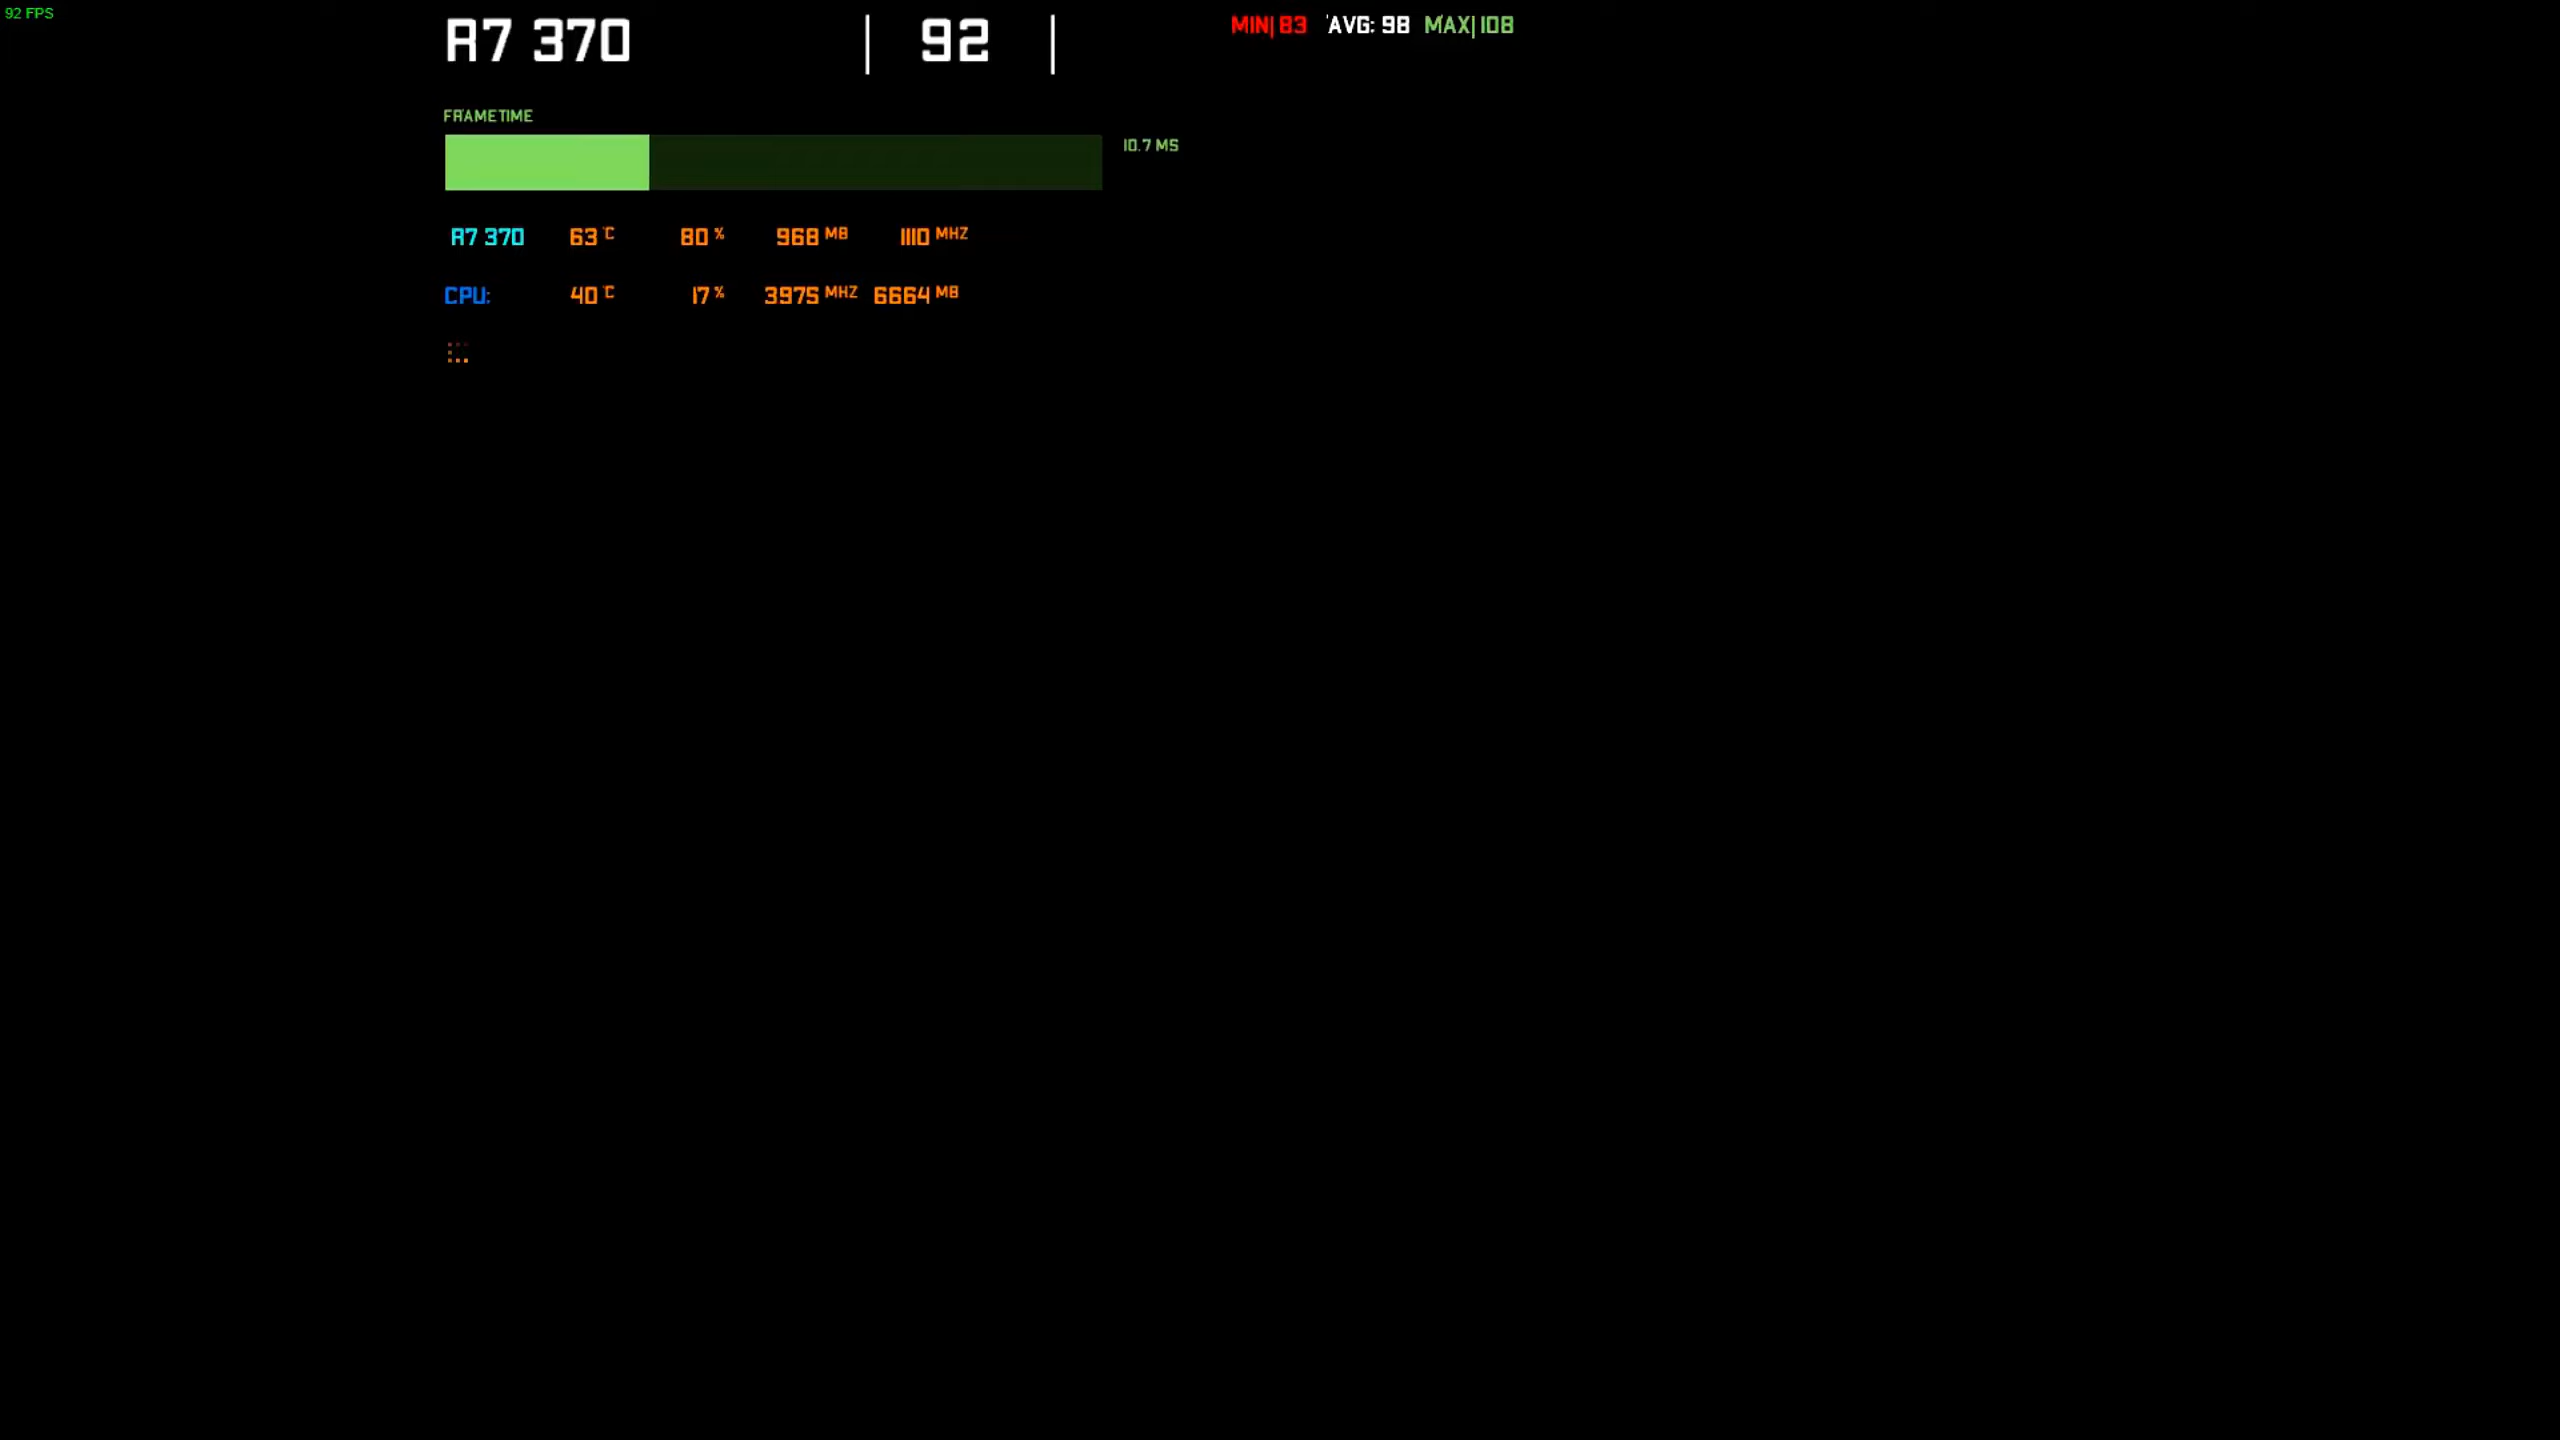 92 FPS
R7 370 | 92 | MIN| 83 AVG: 98 MAX| 108
FRAMETIME
10.7 MS
R7 370 63 °C 80 % 968 MB 1110 MHZ
CPU: 40 °C 17 % 3975 MHZ 6664 MB